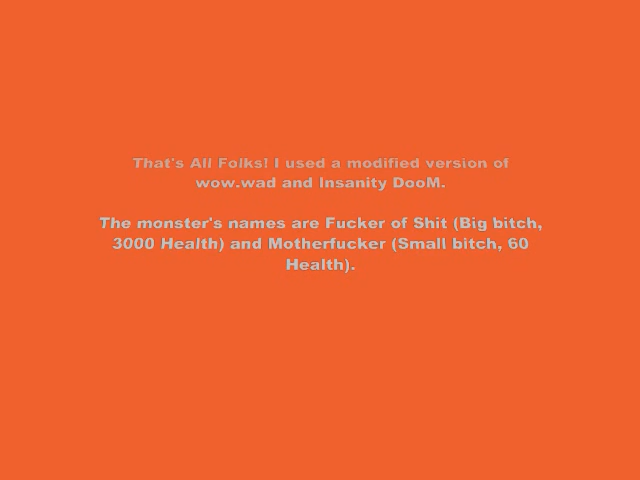 That's All Folks! I used a modified version of
wow.wad and Insanity DooM.
The monster's names are Fucker of Shit (Big bitch,
3000 Health) and Motherfucker (Small bitch, 60
Health).